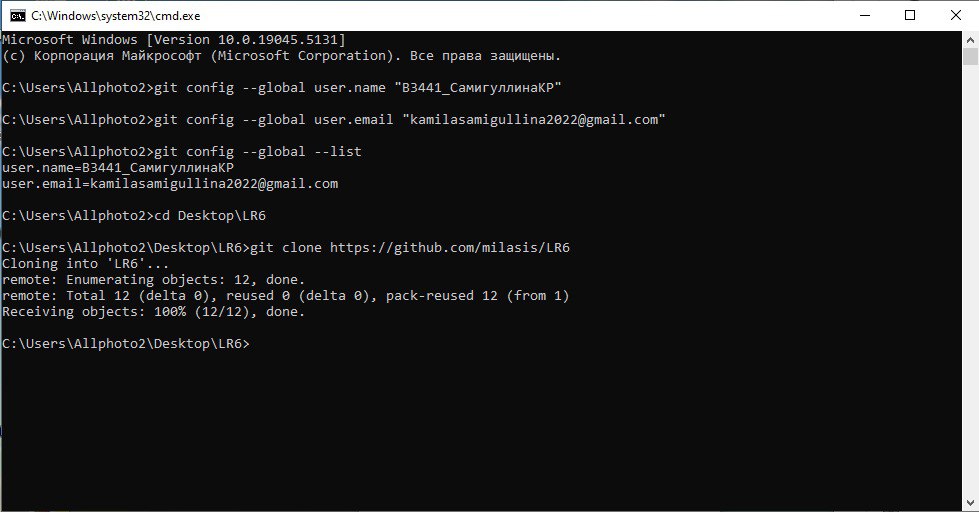 C:\Windows\system32\cmd.exe
Microsoft Windows [Version 10.0.19045.5131]
(c) Корпорация Майкрософт (Microsoft Corporation). Все права защищены.
C:\Users\Allphoto2>git config --global user.name "B3441_СамигуллинаКР"
C:\Users\Allphoto2>git config --global user.email "kamilasamigullina2022@gmail.com"
C:\Users\Allphoto2>git config --global --list
user.name=B3441_СамигуллинаКР
user.email=kamilasamigullina2022@gmail.com
C:\Users\Allphoto2>cd Desktop\LR6
C:\Users\Allphoto2\Desktop\LR6>git clone https://github.com/milasis/LR6
Cloning into 'LR6'...
remote: Enumerating objects: 12, done.
remote: Total 12 (delta 0), reused 0 (delta 0), pack-reused 12 (from 1)
Receiving objects: 100% (12/12), done.
C:\Users\Allphoto2\Desktop\LR6>